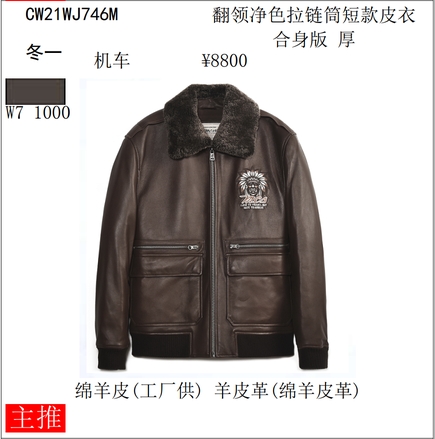 CW21WJ746M
翻领净色拉链筒短款皮衣
合身版 厚
冬一
机车
¥8800
W7 1000
绵羊皮(工厂供) 羊皮革(绵羊皮革)
主推